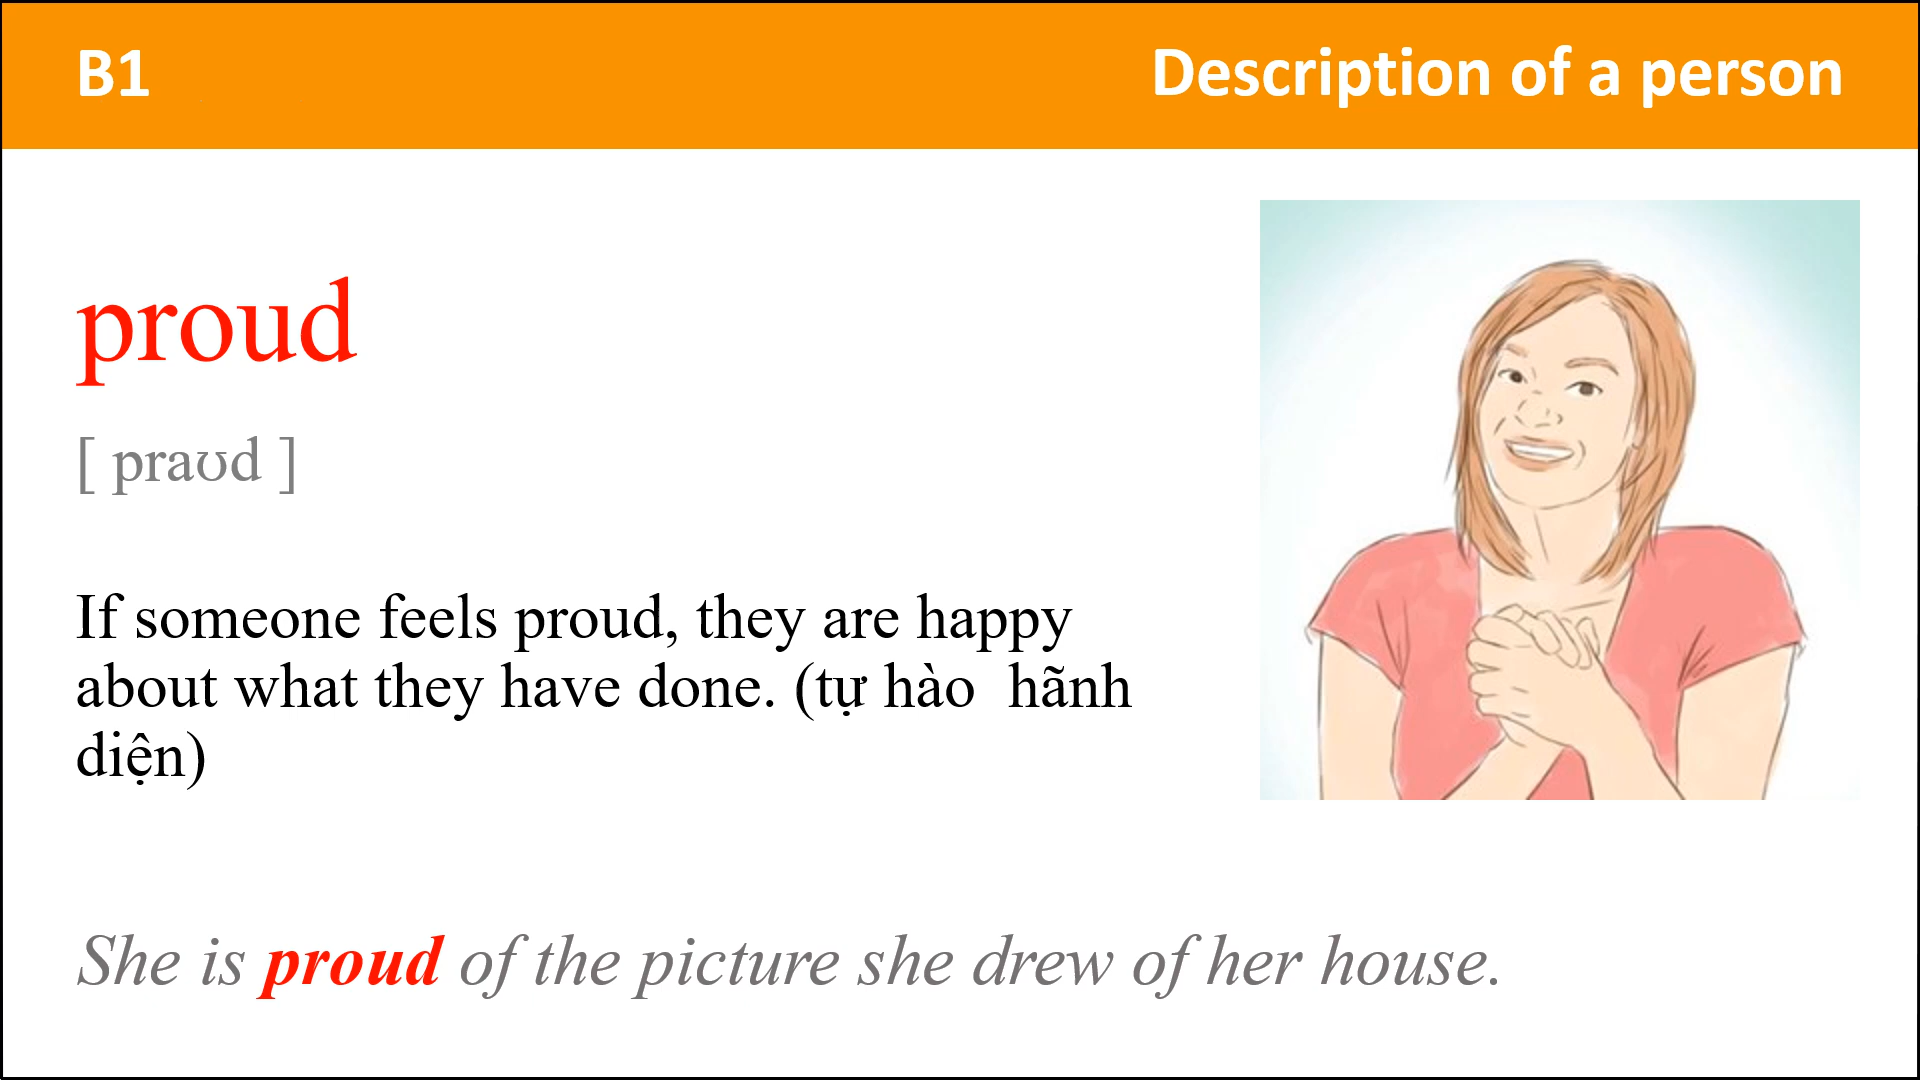 B1
Description of a person
proud
[ praʊd ]
If someone feels proud, they are happy
about what they have done. (tự hào  hãnh
diện)
She is proud of the picture she drew of her house.